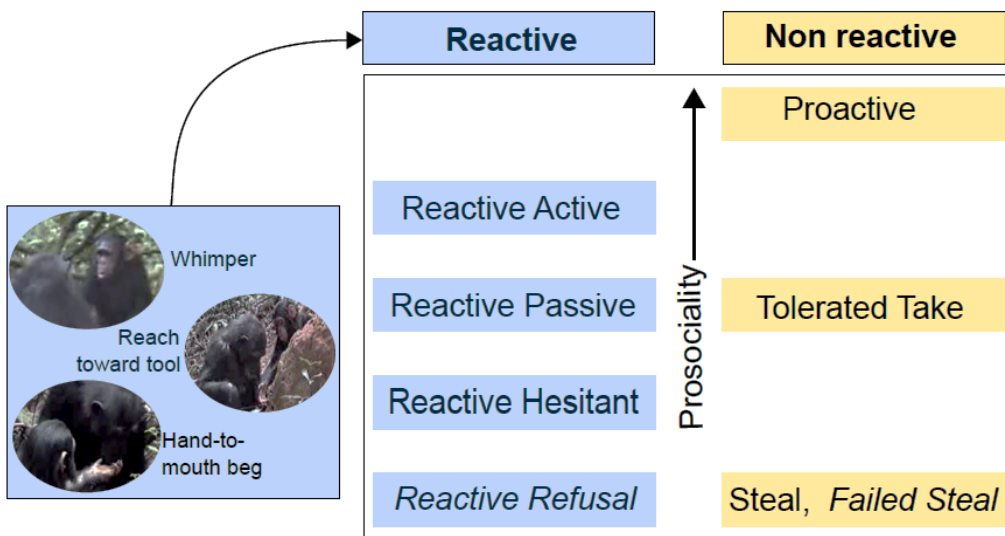 Reactive
Non reactive
Proactive
Reactive Active
Whimper
Reactive Passive
Tolerated Take
Reach
toward tool
Reactive Hesitant
Prosociality
Hand-to-
mouth beg
Reactive Refusal
Steal, Failed Steal